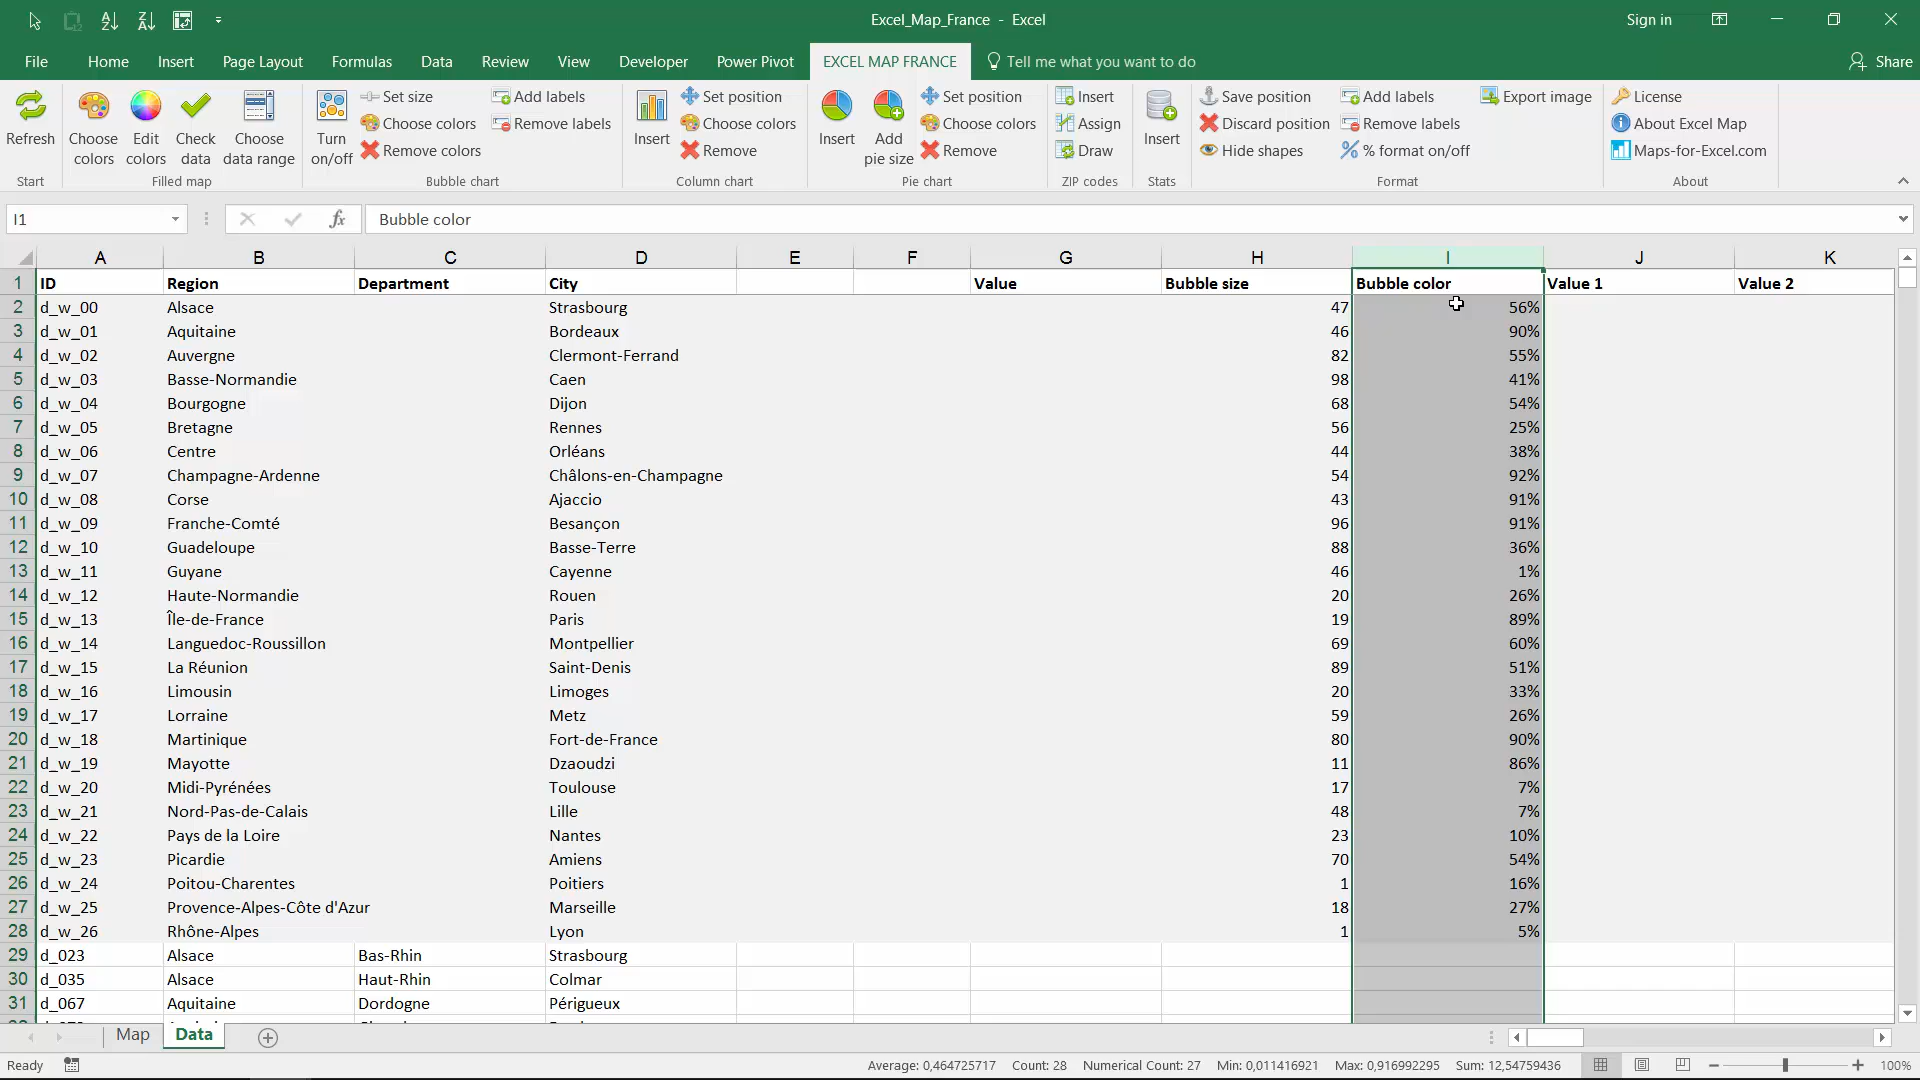 Excel_Map_France - Excel
Sign in
File Home Insert Page Layout Formulas Data Review View Developer Power Pivot EXCEL MAP FRANCE Tell me what you want to do Share
Refresh
Start
Choose colors
Edit colors
Check data
Choose data range
Filled map
Turn on/off
Set size
Choose colors
Remove colors
Add labels
Remove labels
Bubble chart
Insert
Set position
Choose colors
Remove
Column chart
Insert
Add pie size
Set position
Choose colors
Remove
Pie chart
Insert
Assign
Draw
ZIP codes
Insert
Stats
Save position
Discard position
Hide shapes
Add labels
Remove labels
% format on/off
Export image
Format
License
About Excel Map
Maps-for-Excel.com
About
I1 fx Bubble color
A B C D E F G H I J K
1 ID Region Department City Value Bubble size Bubble color Value 1 Value 2
2 d_w_00 Alsace Strasbourg 47 56%
3 d_w_01 Aquitaine Bordeaux 46 90%
4 d_w_02 Auvergne Clermont-Ferrand 82 55%
5 d_w_03 Basse-Normandie Caen 98 41%
6 d_w_04 Bourgogne Dijon 68 54%
7 d_w_05 Bretagne Rennes 56 25%
8 d_w_06 Centre Orléans 44 38%
9 d_w_07 Champagne-Ardenne Châlons-en-Champagne 54 92%
10 d_w_08 Corse Ajaccio 43 91%
11 d_w_09 Franche-Comté Besançon 96 91%
12 d_w_10 Guadeloupe Basse-Terre 88 36%
13 d_w_11 Guyane Cayenne 46 1%
14 d_w_12 Haute-Normandie Rouen 20 26%
15 d_w_13 Île-de-France Paris 19 89%
16 d_w_14 Languedoc-Roussillon Montpellier 69 60%
17 d_w_15 La Réunion Saint-Denis 89 51%
18 d_w_16 Limousin Limoges 20 33%
19 d_w_17 Lorraine Metz 59 26%
20 d_w_18 Martinique Fort-de-France 80 90%
21 d_w_19 Mayotte Dzaoudzi 11 86%
22 d_w_20 Midi-Pyrénées Toulouse 17 7%
23 d_w_21 Nord-Pas-de-Calais Lille 48 7%
24 d_w_22 Pays de la Loire Nantes 23 10%
25 d_w_23 Picardie Amiens 70 54%
26 d_w_24 Poitou-Charentes Poitiers 1 16%
27 d_w_25 Provence-Alpes-Côte d'Azur Marseille 18 27%
28 d_w_26 Rhône-Alpes Lyon 1 5%
29 d_023 Alsace Bas-Rhin Strasbourg
30 d_035 Alsace Haut-Rhin Colmar
31 d_067 Aquitaine Dordogne Périgueux
Map Data
Ready Average: 0,464725717 Count: 28 Numerical Count: 27 Min: 0,011416921 Max: 0,916992295 Sum: 12,54759436 100%